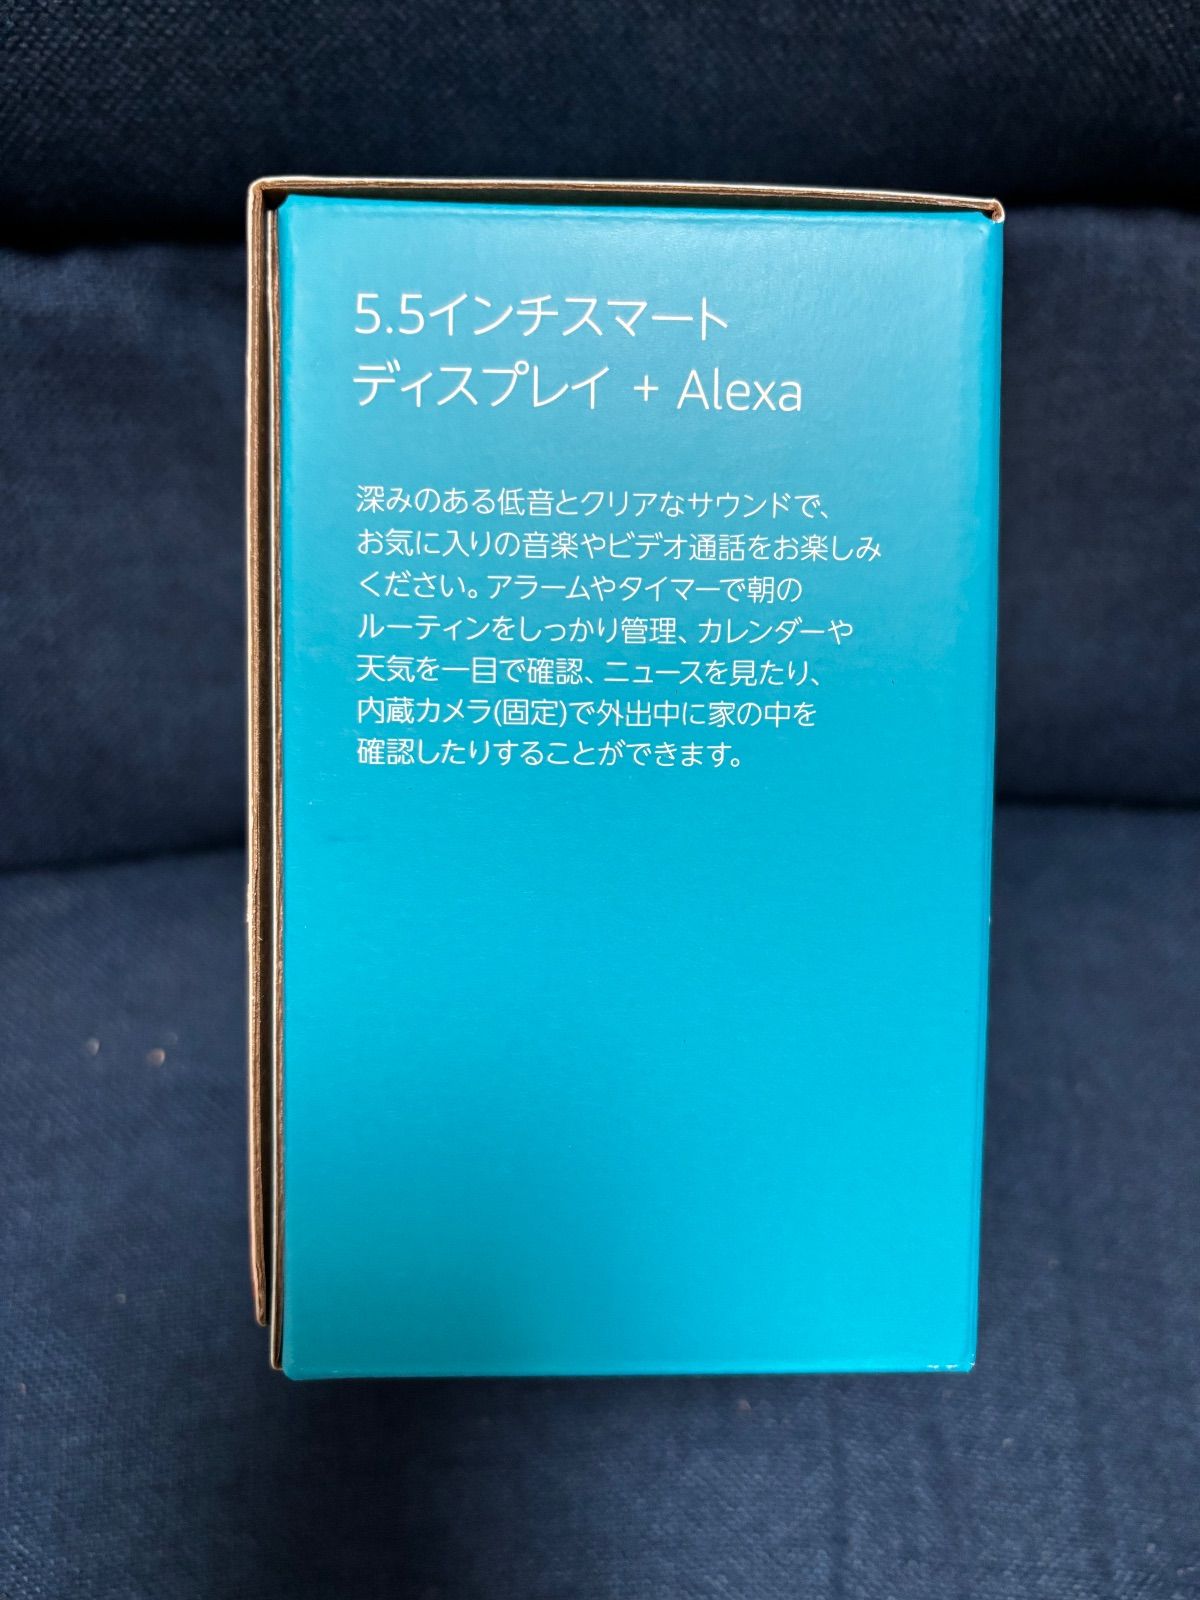 5.5インチスマート
ディスプレイ + Alexa
深みのある低音とクリアなサウンドで、
お気に入りの音楽やビデオ通話をお楽しみ
ください。アラームやタイマーで朝の
ルーティンをしっかり管理、カレンダーや
天気を一目で確認、ニュースを見たり、
内蔵カメラ(固定)で外出中に家の中を
確認したりすることができます。